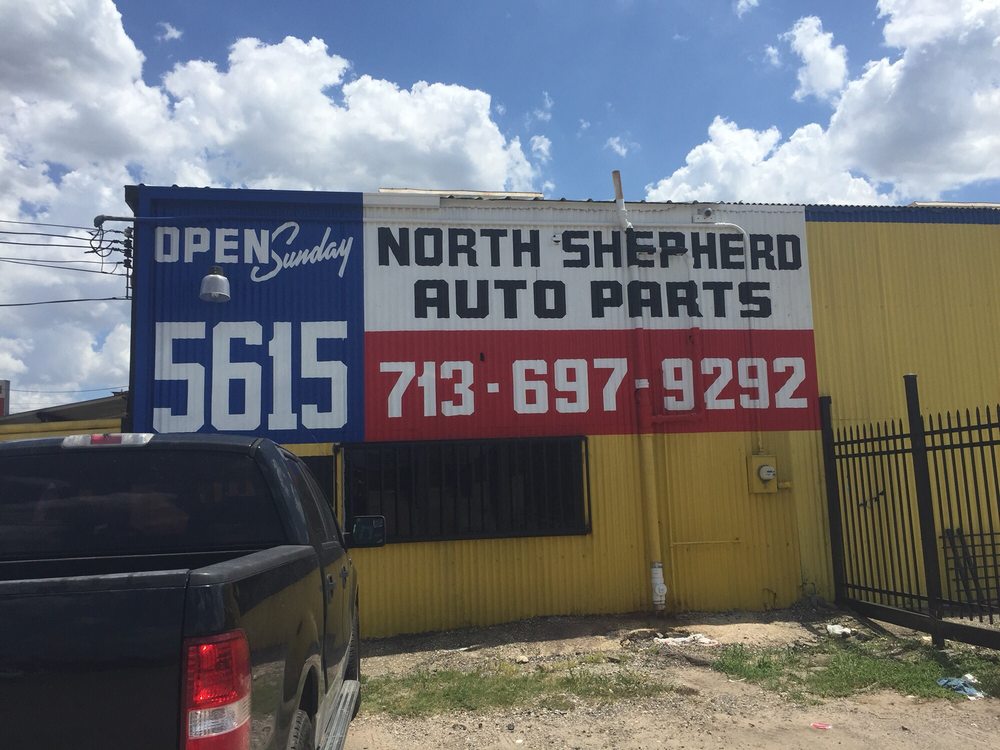 OPEN Sunday
5615
NORTH SHEPHERD
AUTO PARTS
713-697-9292